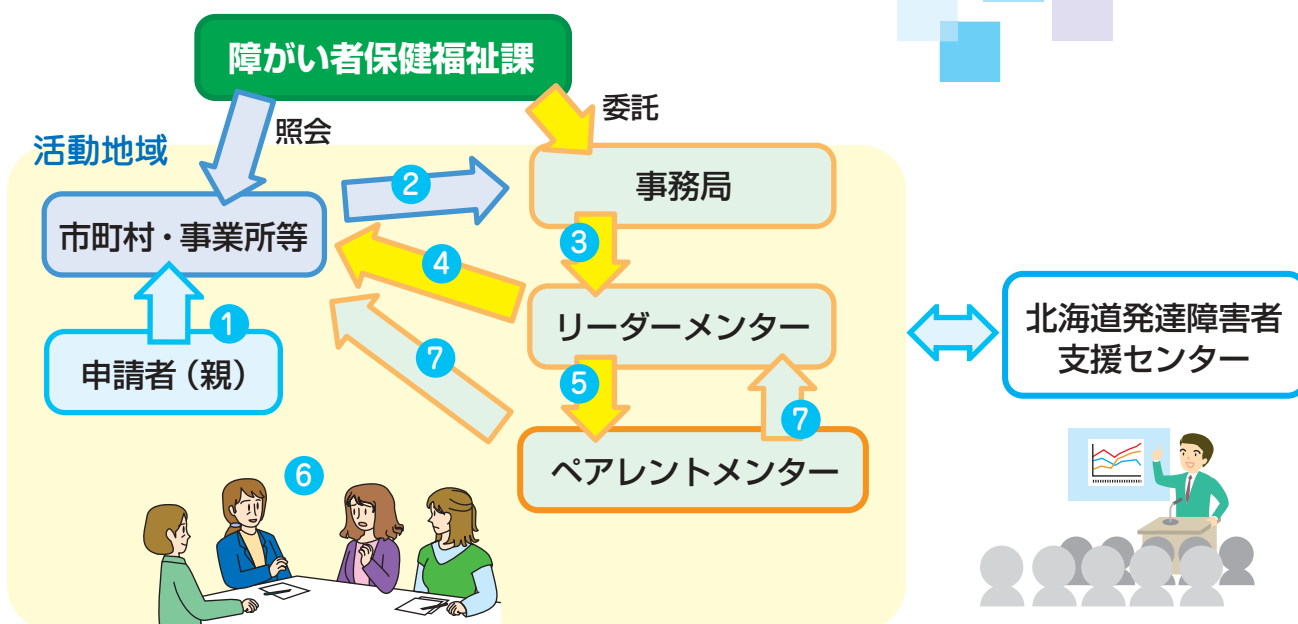 障がい者保健福祉課
照会
委託
活動地域
2
事務局
市町村・事業所等
3
4
1
リーダーメンター
北海道発達障害者
支援センター
申請者（親）
7
5
7
ペアレントメンター
6